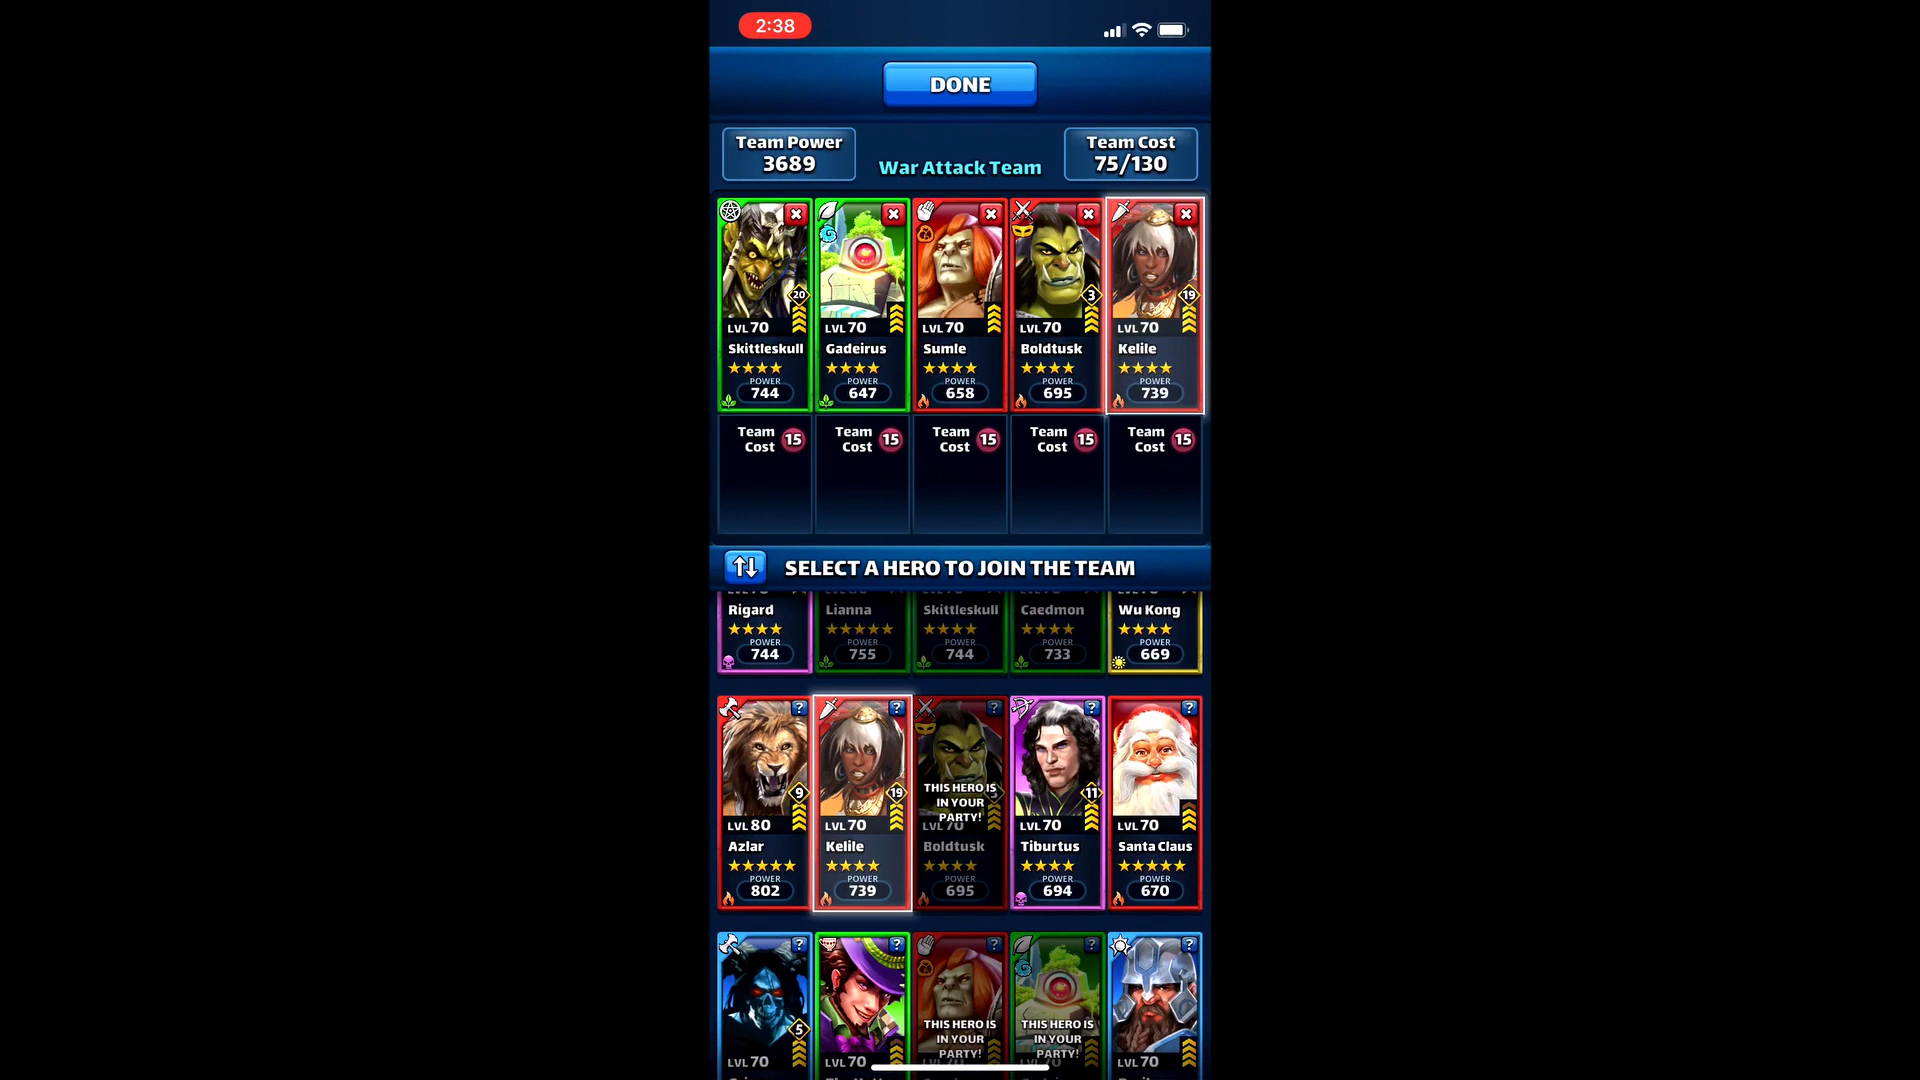 2:38
DONE
Team Power
3689
War Attack Team
Team Cost
75/130
20
3
19
LVL 70
LVL 70
LVL 70
LVL 70
LVL 70
Skittleskull
Gadeirus
Sumle
Boldtusk
Kelile
POWER
POWER
POWER
POWER
POWER
744
647
658
695
739
Team Cost 15
Team Cost 15
Team Cost 15
Team Cost 15
Team Cost 15
SELECT A HERO TO JOIN THE TEAM
Rigard
Lianna
Skittleskull
Caedmon
Wu Kong
POWER
POWER
POWER
POWER
POWER
744
755
744
733
669
?
?
?
?
?
9
19
THIS HERO IS
IN YOUR
PARTY!
11
LVL 80
LVL 70
LVL 70
LVL 70
LVL 70
Azlar
Kelile
Boldtusk
Tiburtus
Santa Claus
POWER
POWER
POWER
POWER
POWER
802
739
695
694
670
?
?
?
?
?
5
THIS HERO IS
IN YOUR
PARTY!
THIS HERO IS
IN YOUR
PARTY!
LVL 70
LVL 70
LVL 70